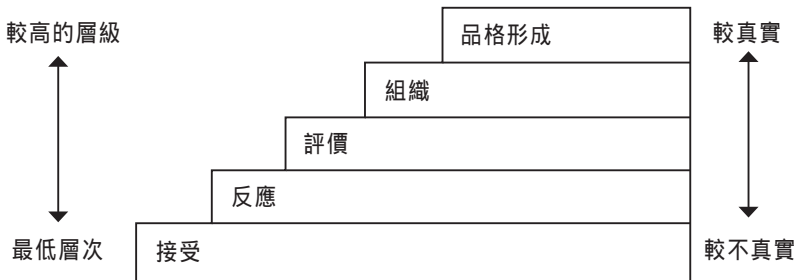 較高的層級
品格形成
較真實
組織
評價
反應
最低層次
接受
較不真實